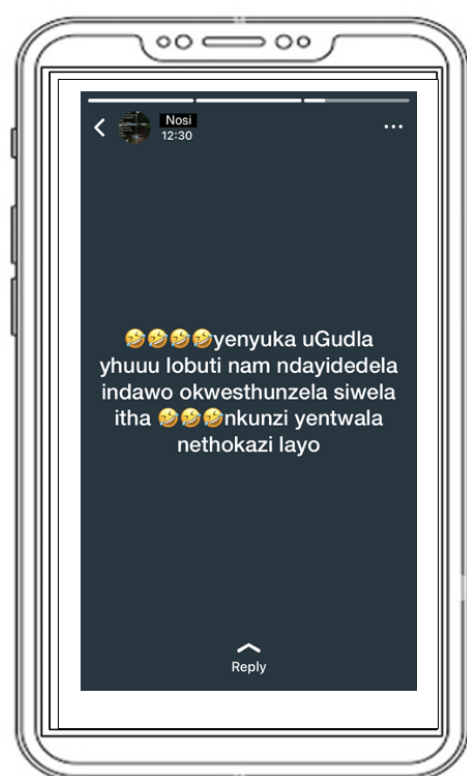 Nosi
12:30
🤣🤣🤣🤣yenyuka uGudla
yhuuu lobuti nam ndayidedela
indawo okwesthunzela siwela
itha 🤣🤣🤣nkunzi yentwala
nethokazi layo
Reply